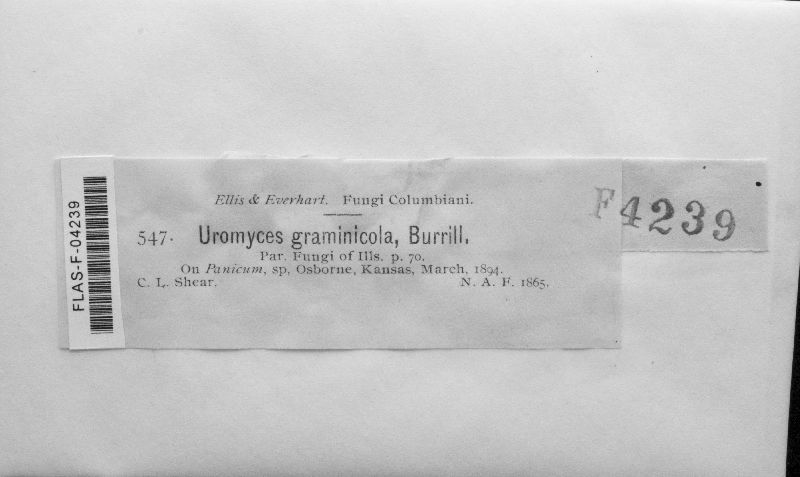 Ellis & Everhart. Fungi Columbiani.
547. Uromyces graminicola, Burrill.
Par. Fungi of Ills. p. 70.
On Panicum, sp, Osborne, Kansas, March, 1894.
C. L. Shear. N. A. F. 1865.
F4239
FLAS-F-04239